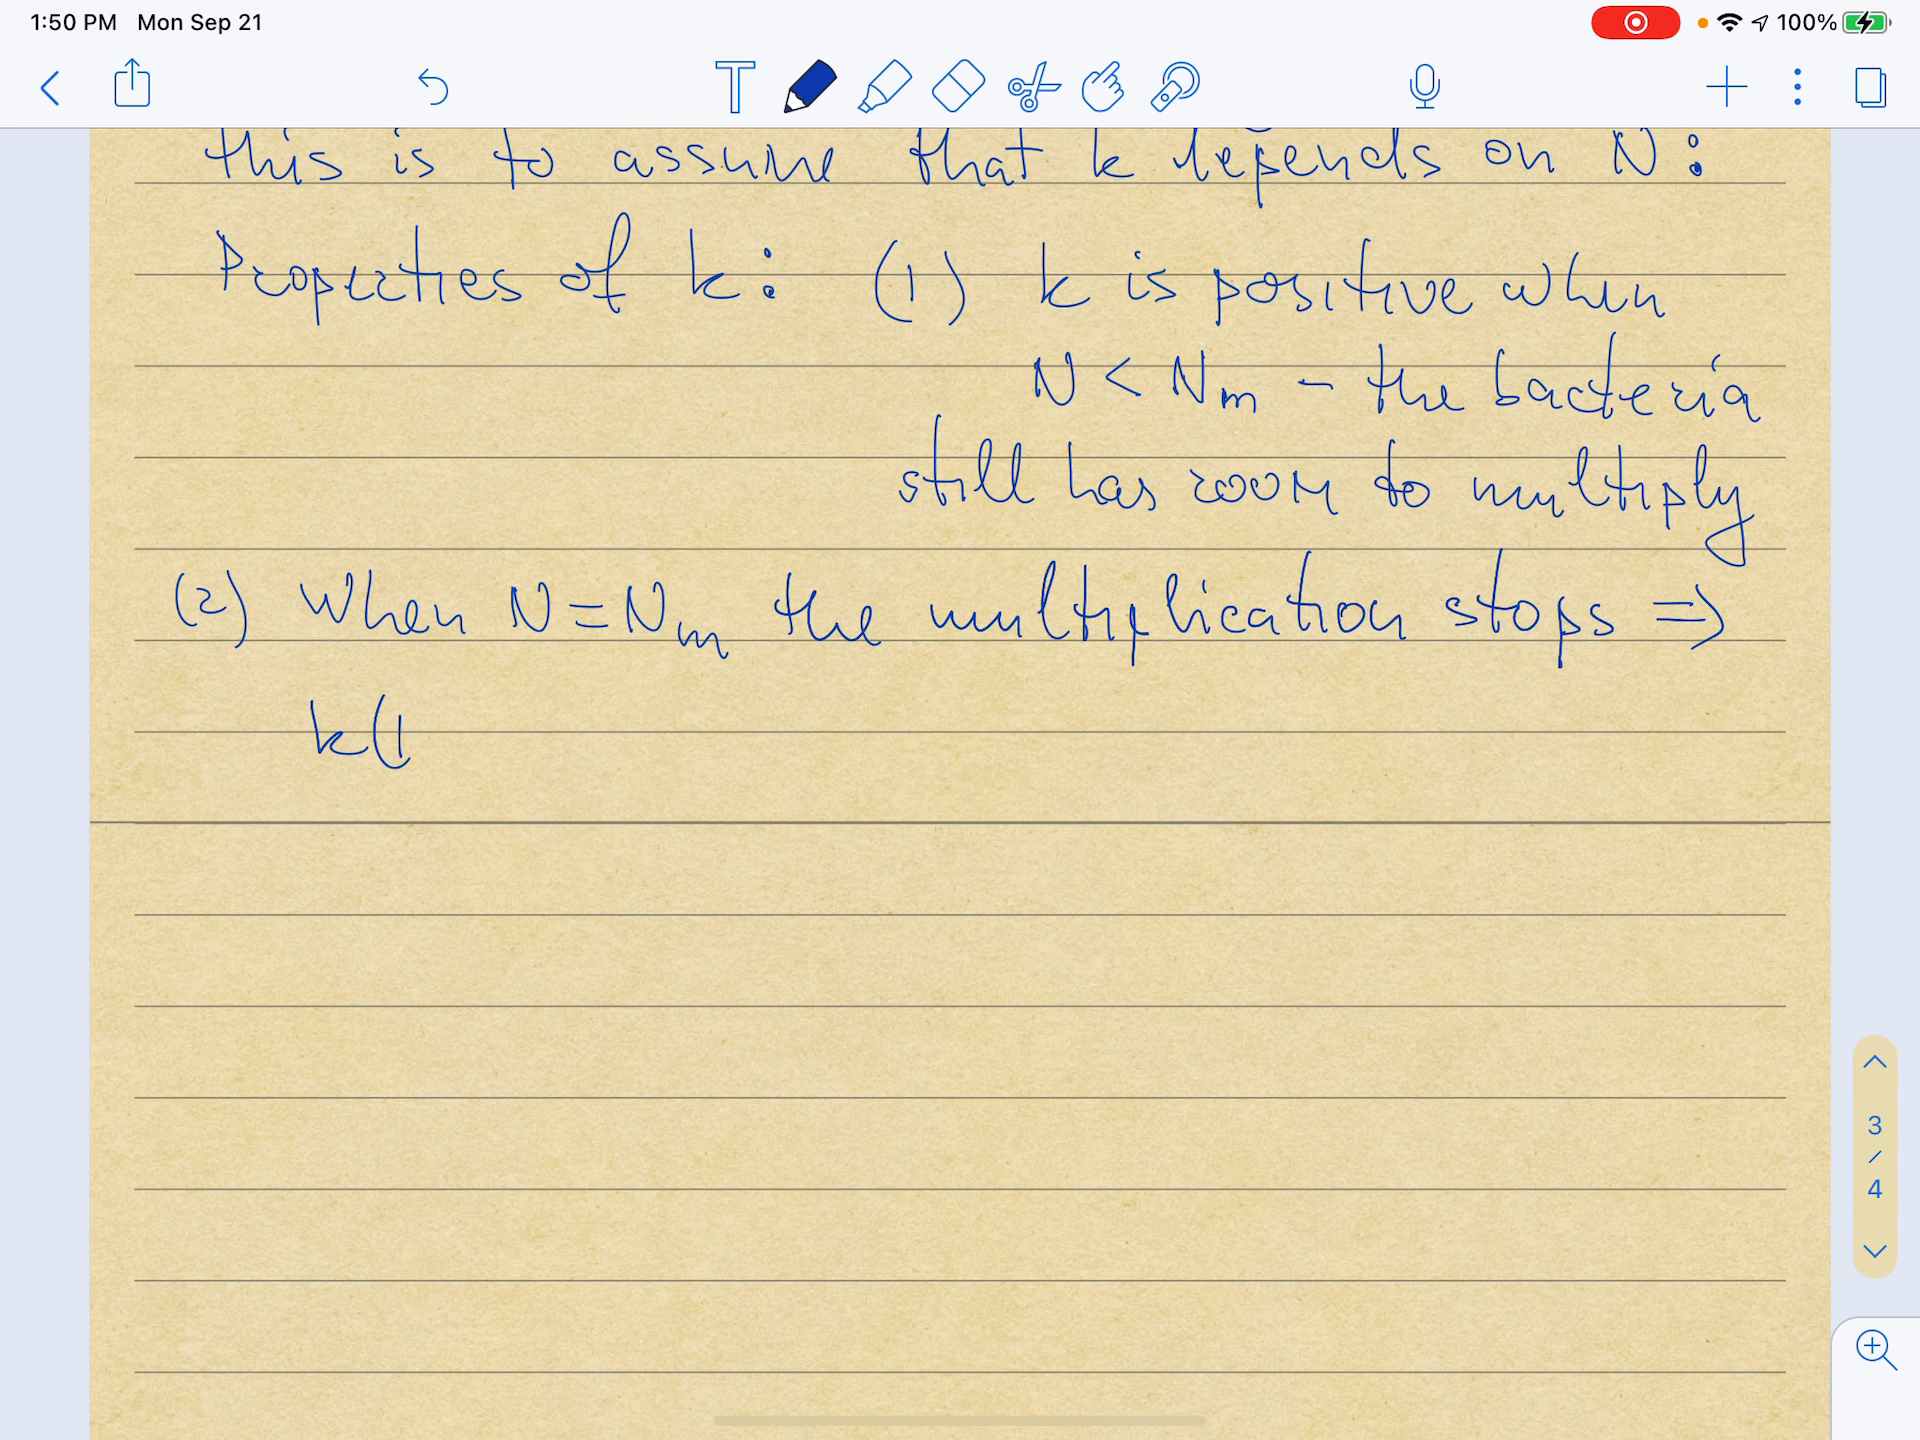 1:50 PM Mon Sep 21 100%
T
this is to assume that k depends on N:
Properties of k: (1) k is positive when
N < Nm - the bacteria
still has room to multiply
(2) When N = Nm the multiplication stops =>
k(
3
/
4